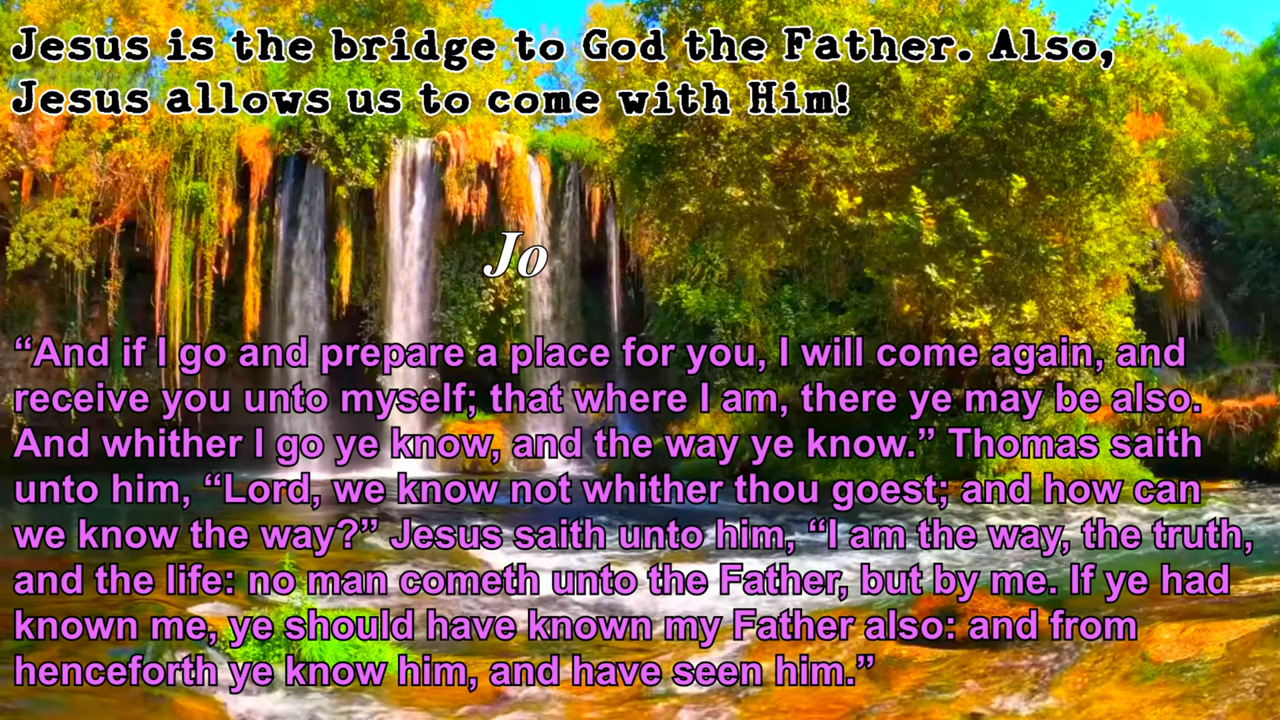 Jesus is the bridge to God the Father. Also,
Jesus allows us to come with Him!
Jo
“And if I go and prepare a place for you, I will come again, and
receive you unto myself; that where I am, there ye may be also.
And whither I go ye know, and the way ye know.” Thomas saith
unto him, “Lord, we know not whither thou goest; and how can
we know the way?” Jesus saith unto him, “I am the way, the truth,
and the life: no man cometh unto the Father, but by me. If ye had
known me, ye should have known my Father also: and from
henceforth ye know him, and have seen him.”